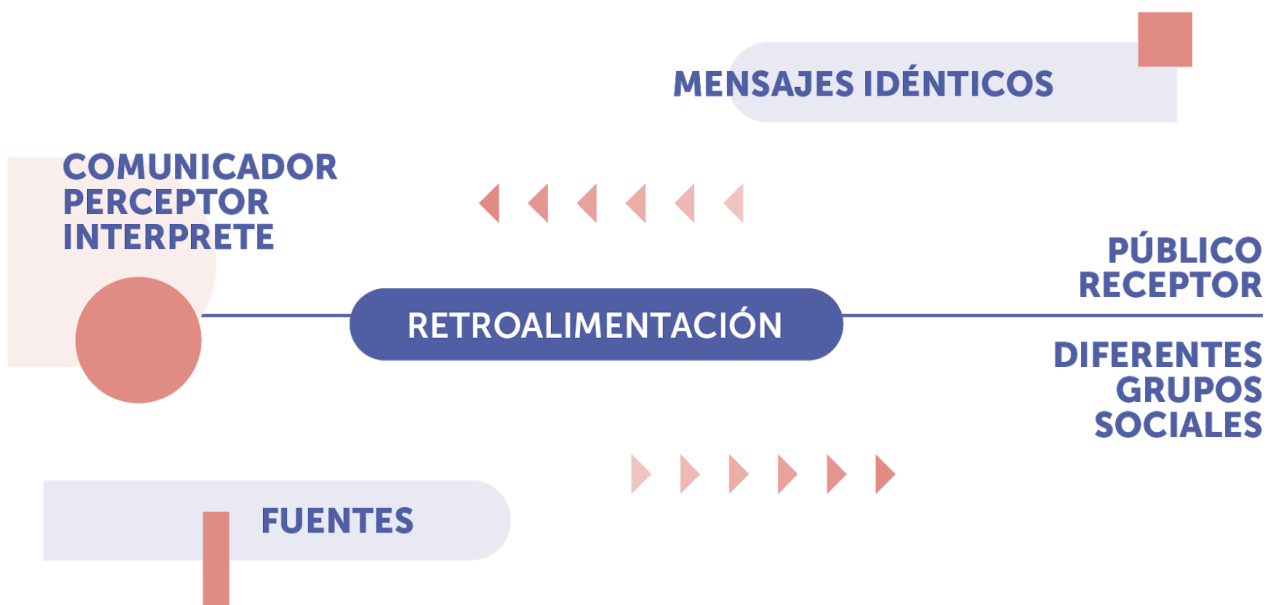 MENSAJES IDÉNTICOS
COMUNICADOR
PERCEPTOR
INTERPRETE
PÚBLICO
RECEPTOR
RETROALIMENTACIÓN
DIFERENTES
GRUPOS
SOCIALES
FUENTES